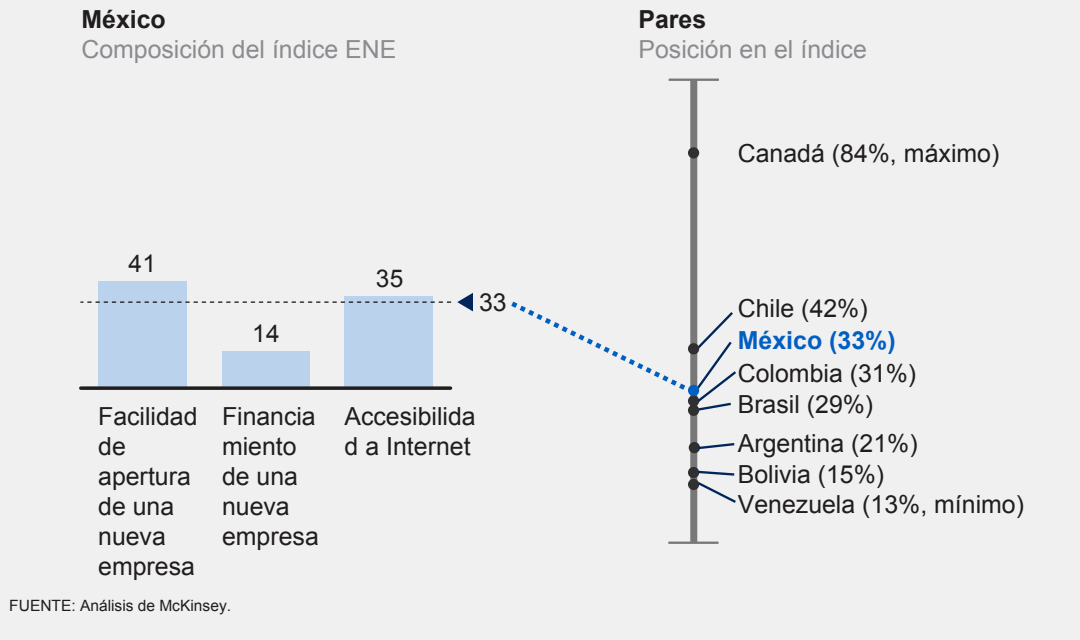 México
Composición del índice ENE
41
14
35
33
Facilidad
de
apertura
de una
nueva
empresa
Financia
miento
de una
nueva
empresa
Accesibilida
d a Internet
Pares
Posición en el índice
Canadá (84%, máximo)
Chile (42%)
México (33%)
Colombia (31%)
Brasil (29%)
Argentina (21%)
Bolivia (15%)
Venezuela (13%, mínimo)
FUENTE: Análisis de McKinsey.